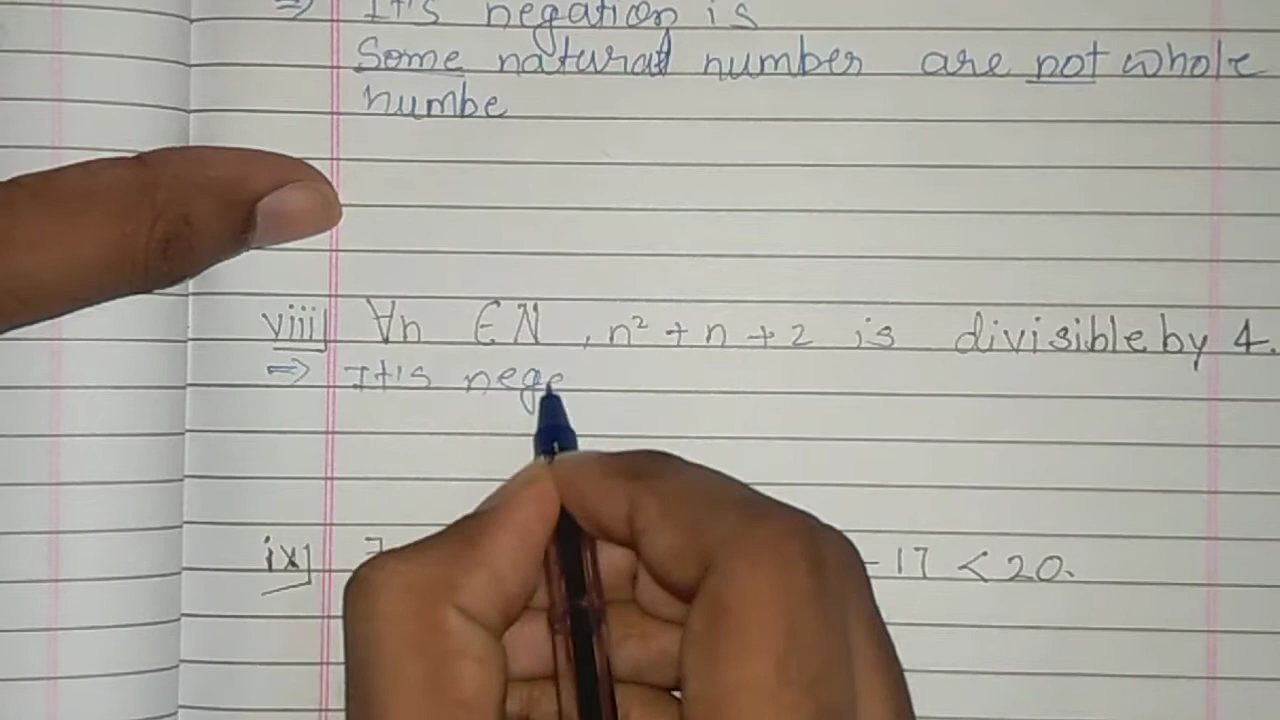 ⇒ It's negation is
Some natural number are not whole
numbe
viii] ∀n ∈ N, n² + n + 2 is divisible by 4.
⇒ It's nega
ix] - 17 < 20.